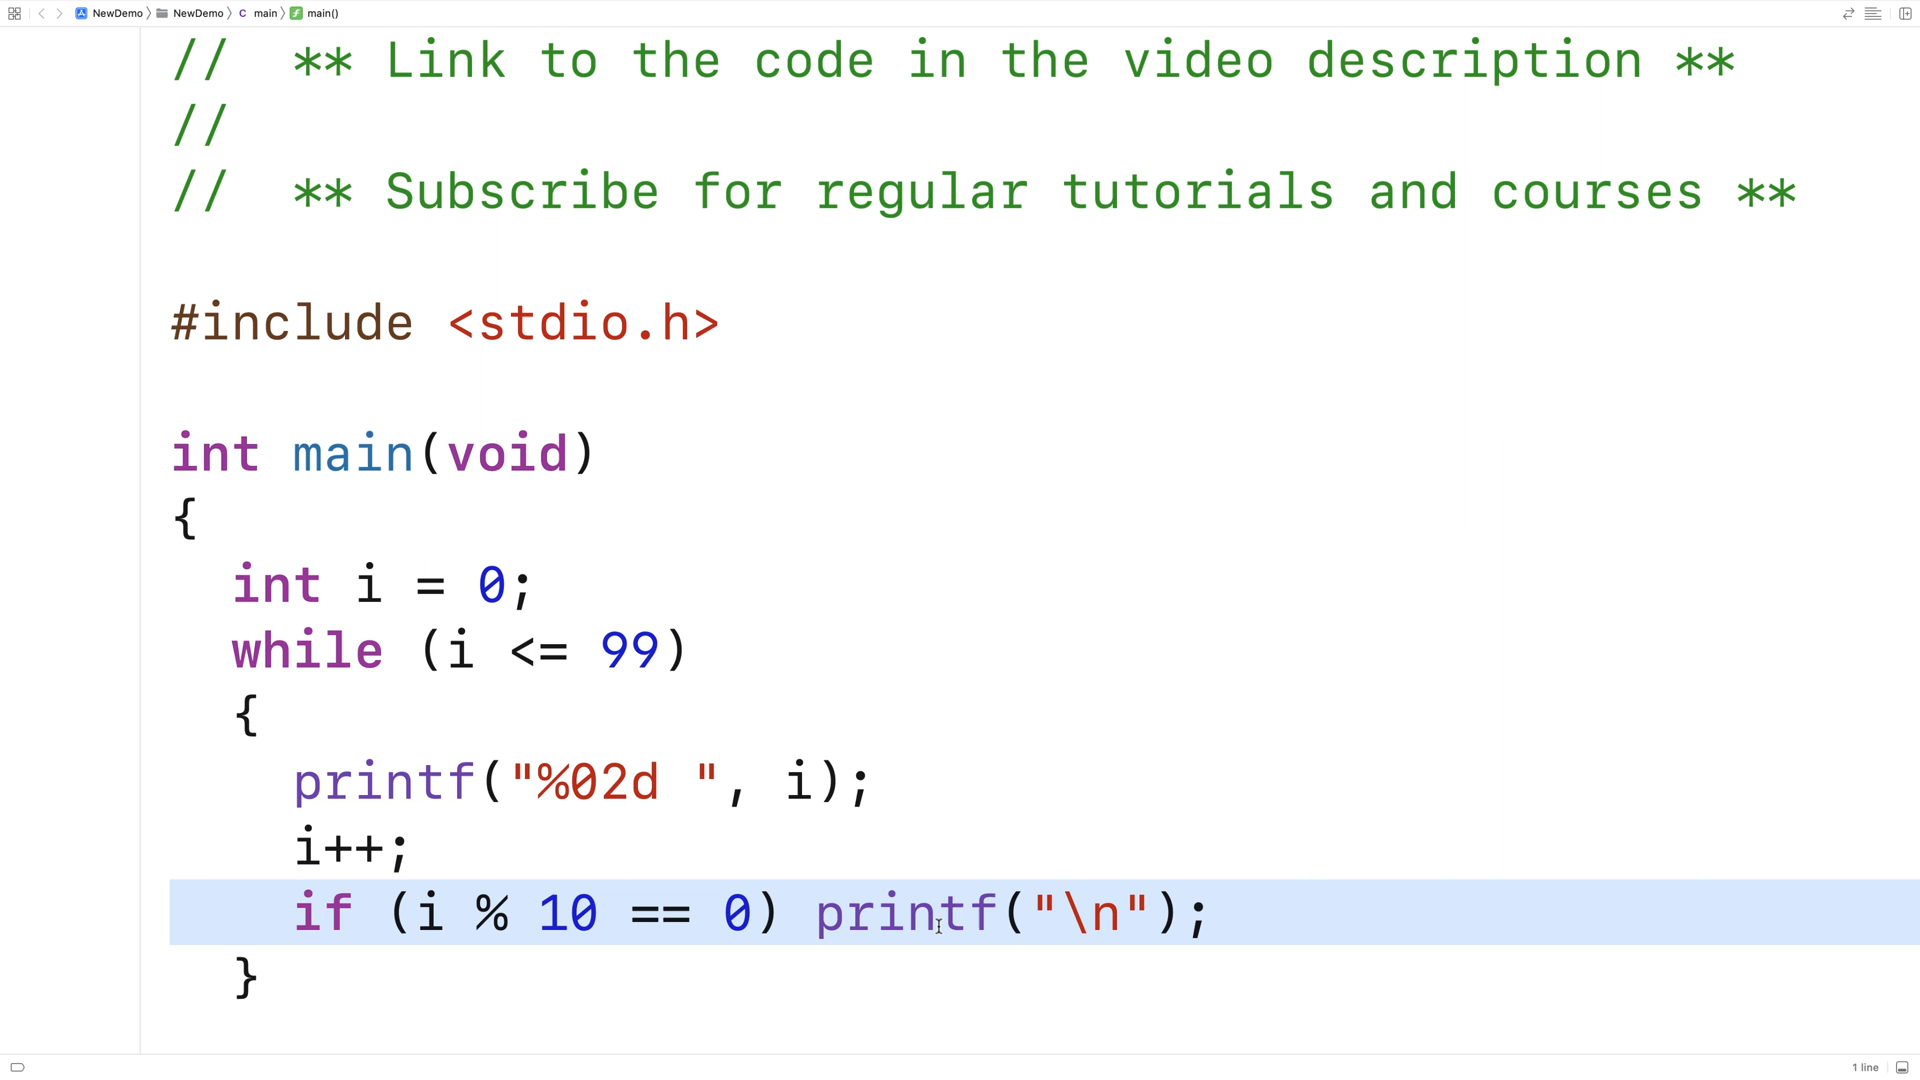 NewDemo NewDemo C main f main()
//  ** Link to the code in the video description **
//
//  ** Subscribe for regular tutorials and courses **
#include <stdio.h>
int main(void)
{
  int i = 0;
  while (i <= 99)
  {
    printf("%02d ", i);
    i++;
    if (i % 10 == 0) printf("\n");
  }
1 line